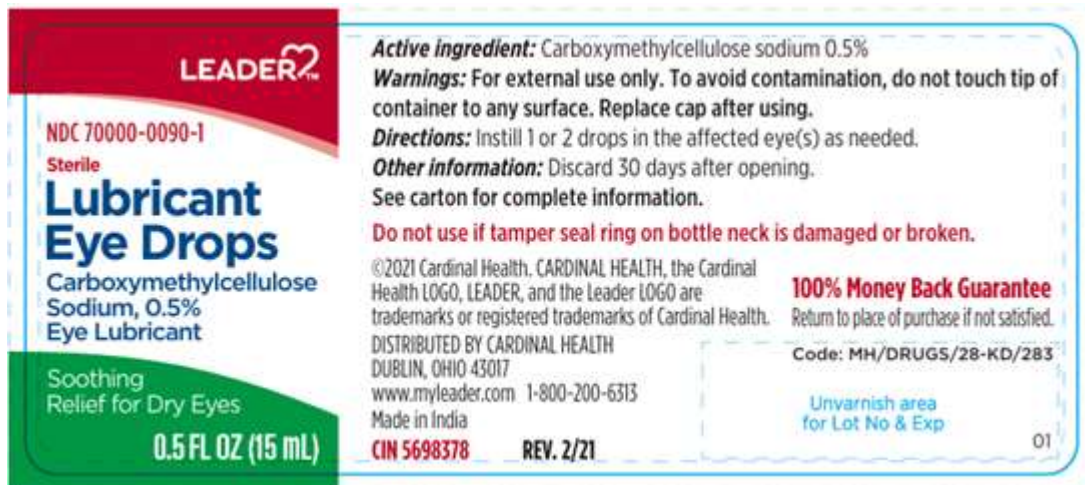 LEADER™
NDC 70000-0090-1
Sterile
Lubricant
Eye Drops
Carboxymethylcellulose
Sodium, 0.5%
Eye Lubricant
Soothing
Relief for Dry Eyes
0.5 FL OZ (15 mL)
Active ingredient: Carboxymethylcellulose sodium 0.5%
Warnings: For external use only. To avoid contamination, do not touch tip of
container to any surface. Replace cap after using.
Directions: Instill 1 or 2 drops in the affected eye(s) as needed.
Other information: Discard 30 days after opening.
See carton for complete information.
Do not use if tamper seal ring on bottle neck is damaged or broken.
©2021 Cardinal Health. CARDINAL HEALTH, the Cardinal
Health LOGO, LEADER, and the Leader LOGO are
trademarks or registered trademarks of Cardinal Health.
DISTRIBUTED BY CARDINAL HEALTH
DUBLIN, OHIO 43017
www.myleader.com 1-800-200-6313
Made in India
CIN 5698378 REV. 2/21
100% Money Back Guarantee
Return to place of purchase if not satisfied.
Code: MH/DRUGS/28-KD/283
Unvarnish area
for Lot No & Exp
01